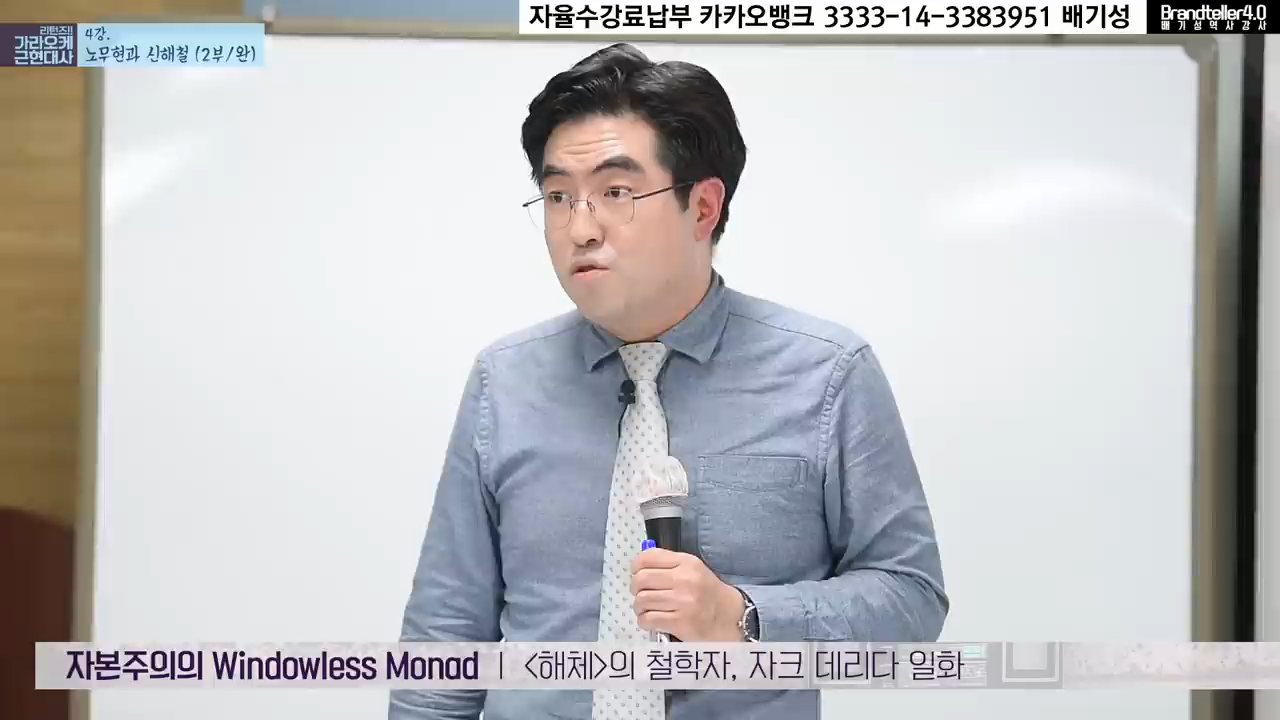 리턴즈!!
가라오케
근현대사
4강.
노무현과 신해철 (2부/완)
자율수강료납부 카카오뱅크 3333-14-3383951 배기성
Brandteller4.0
배기성역사강사
자본주의의 Windowless Monad | <해체>의 철학자, 자크 데리다 일화